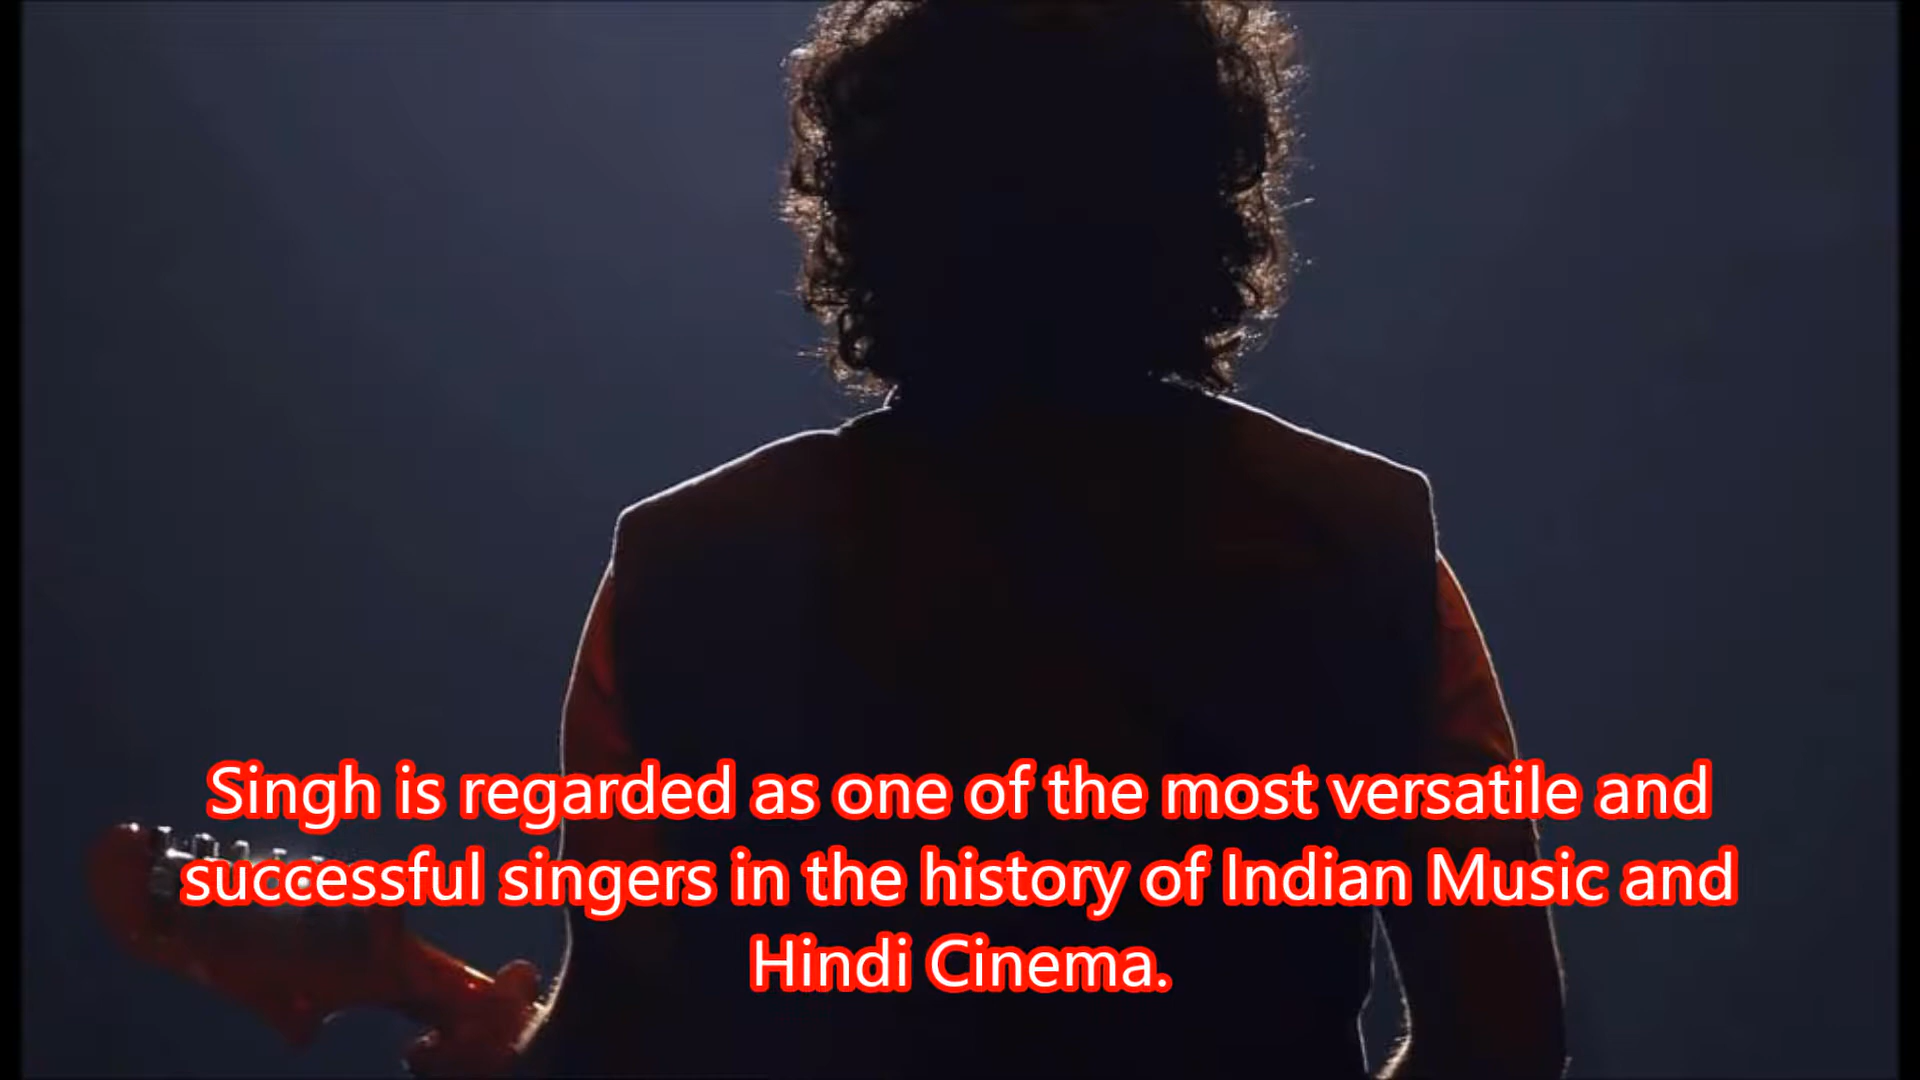 Singh is regarded as one of the most versatile and
successful singers in the history of Indian Music and
Hindi Cinema.